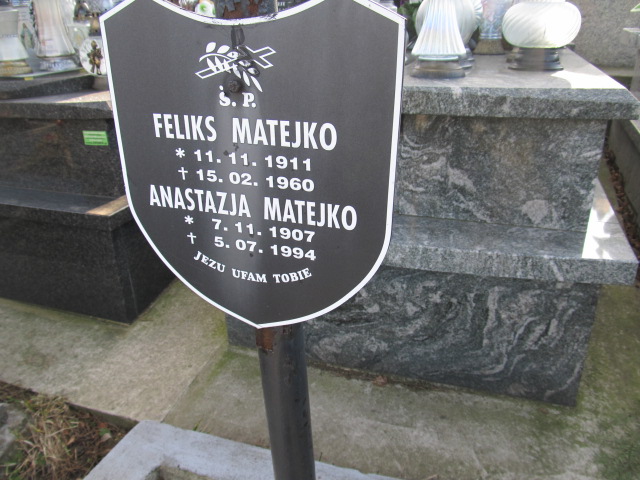 Ś. P.
FELIKS MATEJKO
* 11. 11. 1911
† 15. 02. 1960
ANASTAZJA MATEJKO
* 7. 11. 1907
† 5. 07. 1994
JEZU UFAM TOBIE